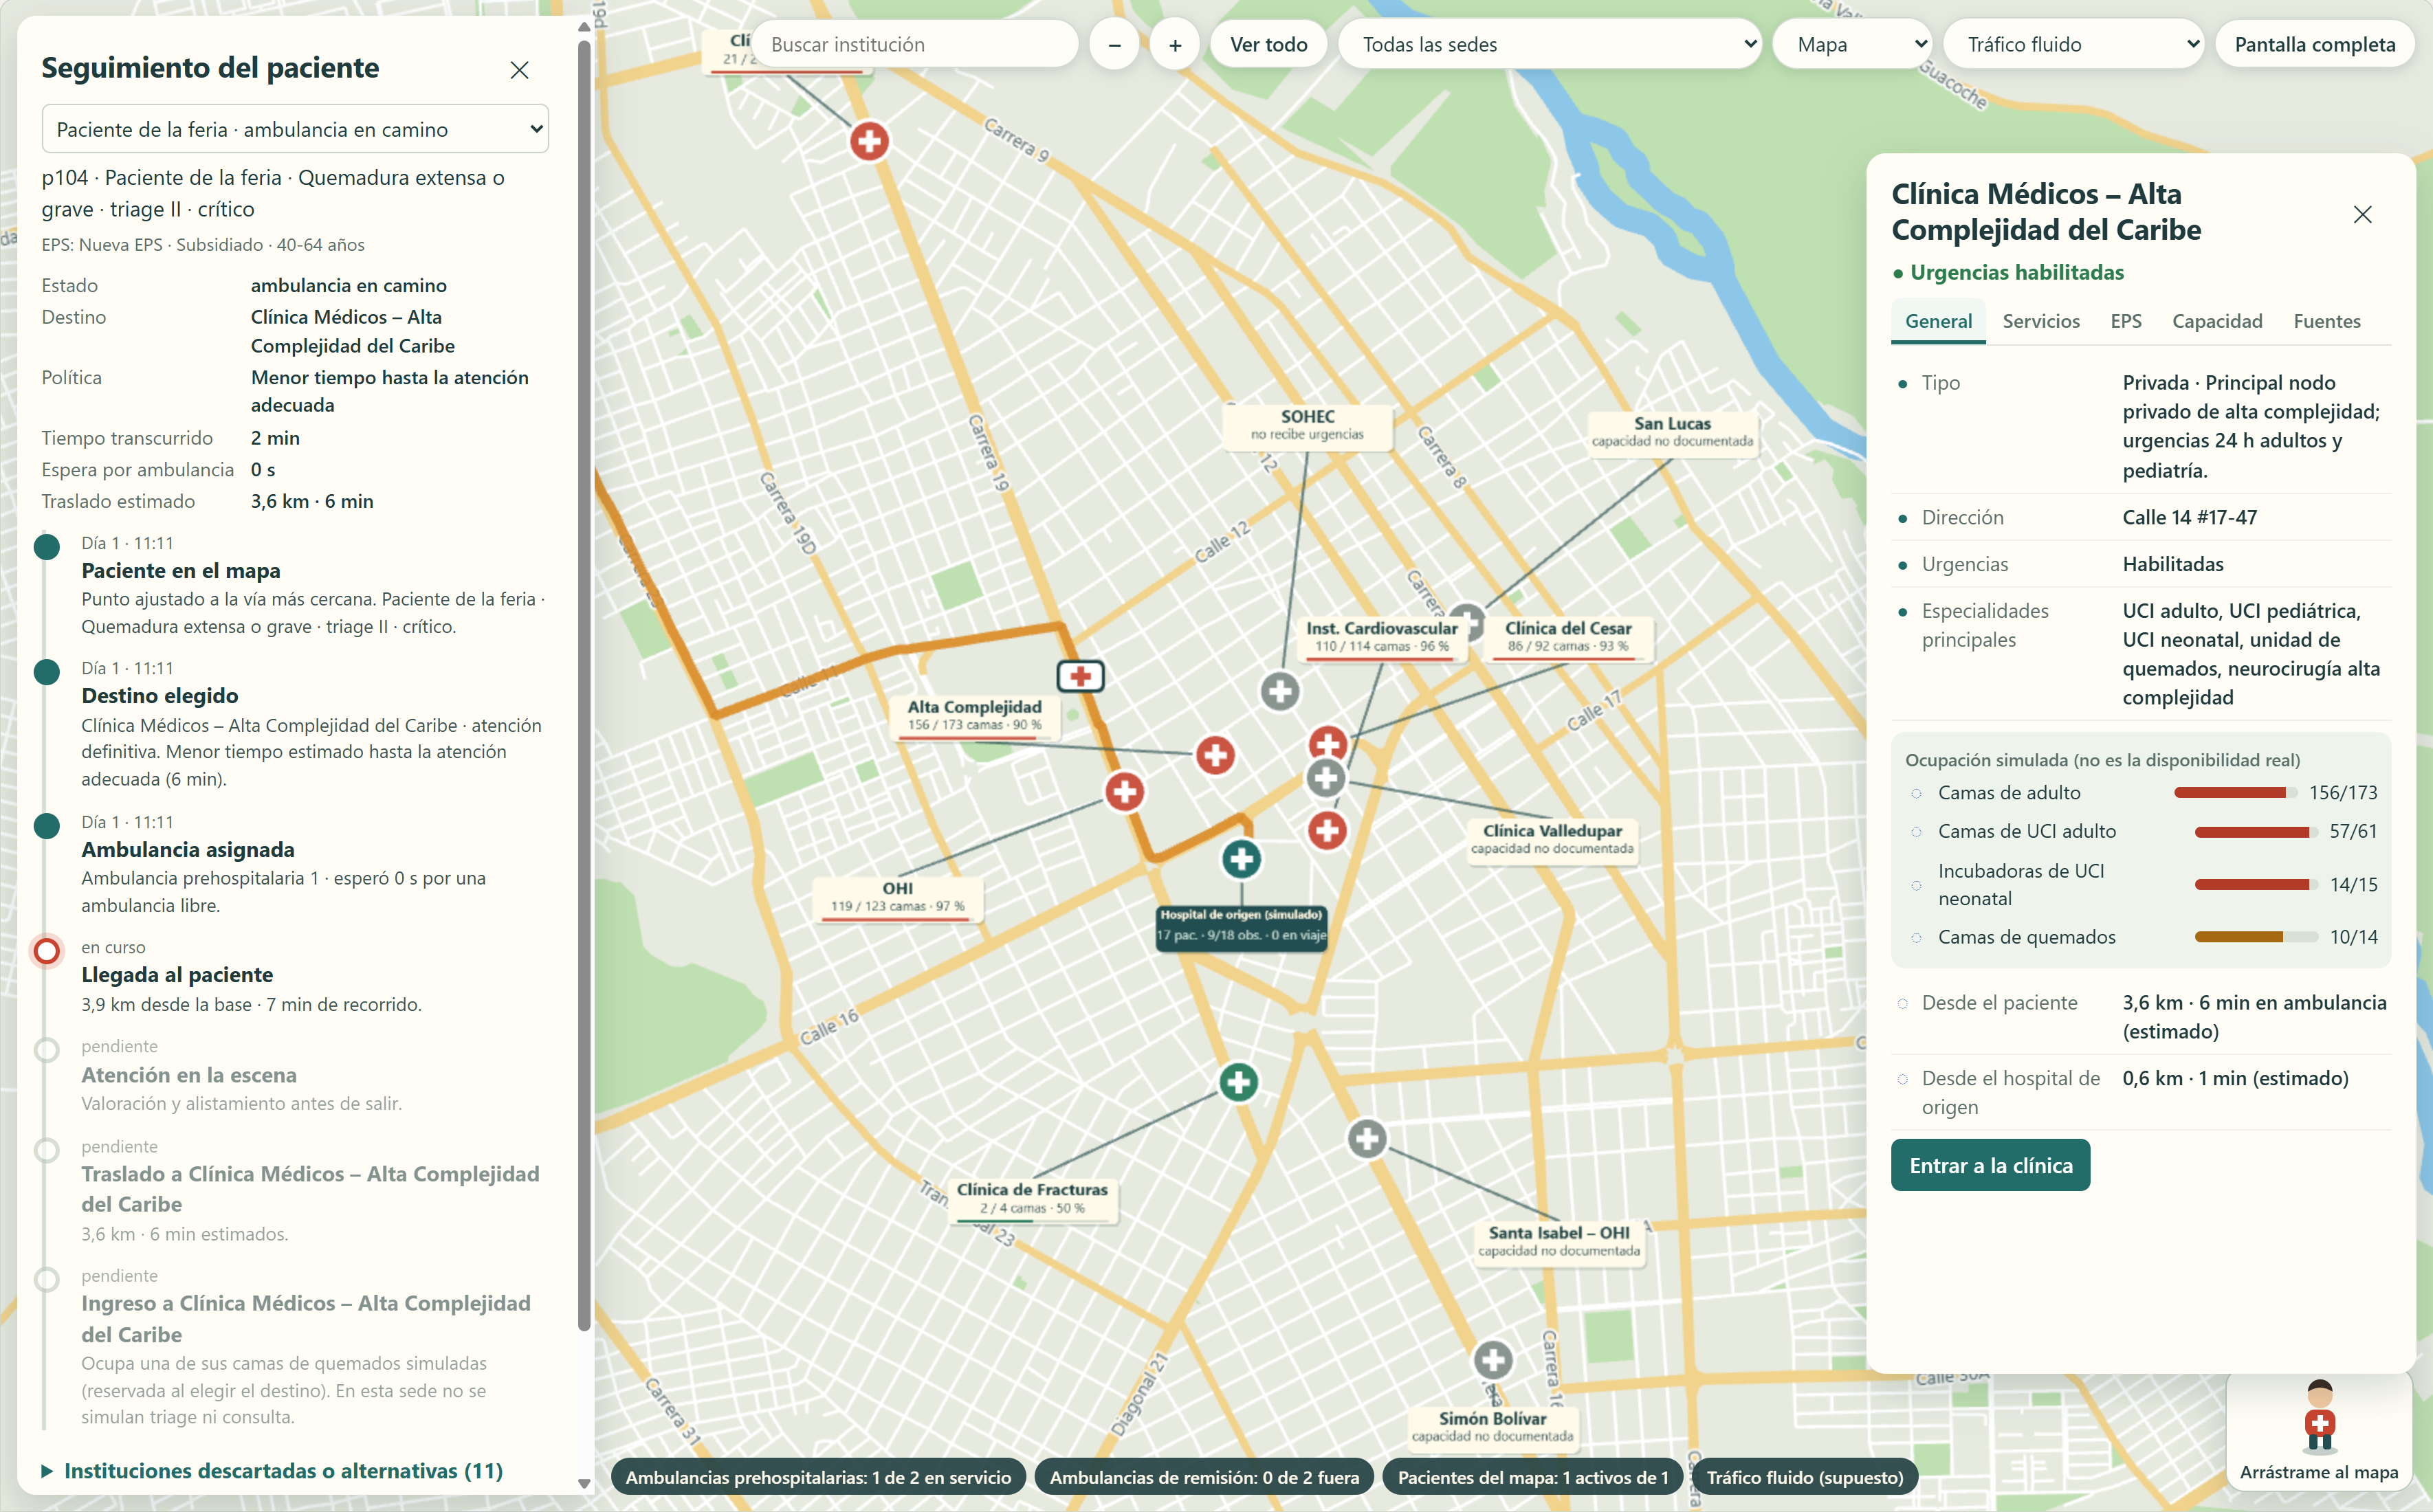 Seguimiento del paciente
Paciente de la feria · ambulancia en camino
p104 · Paciente de la feria · Quemadura extensa o
grave · triage II · crítico
EPS: Nueva EPS · Subsidiado · 40-64 años
Estado
ambulancia en camino
Destino
Clínica Médicos – Alta
Complejidad del Caribe
Política
Menor tiempo hasta la atención
adecuada
Tiempo transcurrido
2 min
Espera por ambulancia
0 s
Traslado estimado
3,6 km · 6 min
Día 1 · 11:11
Paciente en el mapa
Punto ajustado a la vía más cercana. Paciente de la feria ·
Quemadura extensa o grave · triage II · crítico.
Día 1 · 11:11
Destino elegido
Clínica Médicos – Alta Complejidad del Caribe · atención
definitiva. Menor tiempo estimado hasta la atención
adecuada (6 min).
Día 1 · 11:11
Ambulancia asignada
Ambulancia prehospitalaria 1 · esperó 0 s por una
ambulancia libre.
en curso
Llegada al paciente
3,9 km desde la base · 7 min de recorrido.
pendiente
Atención en la escena
Valoración y alistamiento antes de salir.
pendiente
Traslado a Clínica Médicos – Alta Complejidad
del Caribe
3,6 km · 6 min estimados.
pendiente
Ingreso a Clínica Médicos – Alta Complejidad
del Caribe
Ocupa una de sus camas de quemados simuladas
(reservada al elegir el destino). En esta sede no se
simulan triage ni consulta.
Instituciones descartadas o alternativas (11)
Buscar institución
−
+
Ver todo
Todas las sedes
Mapa
Tráfico fluido
Pantalla completa
19d
Guacoche
Carrera 9
Carrera 19
Carrera 19D
Carrera 8
Calle 12
SOHEC
no recibe urgencias
12
San Lucas
capacidad no documentada
Carrera
Inst. Cardiovascular
110 / 114 camas · 96 %
Clínica del Cesar
86 / 92 camas · 93 %
Alta Complejidad
156 / 173 camas · 90 %
Calle 17
Clínica Valledupar
capacidad no documentada
OHI
119 / 123 camas · 97 %
Hospital de origen (simulado)
17 pac. · 9/18 obs. · 0 en viaje
Calle 16
Clínica de Fracturas
2 / 4 camas · 50 %
23
Santa Isabel – OHI
capacidad no documentada
Diagonal 21
Carrera 31
Carrera 16
Simón Bolívar
capacidad no documentada
Calle 30A
Ambulancias prehospitalarias: 1 de 2 en servicio
Ambulancias de remisión: 0 de 2 fuera
Pacientes del mapa: 1 activos de 1
Tráfico fluido (supuesto)
Clínica Médicos – Alta
Complejidad del Caribe
Urgencias habilitadas
General
Servicios
EPS
Capacidad
Fuentes
Tipo
Privada · Principal nodo
privado de alta complejidad;
urgencias 24 h adultos y
pediatría.
Dirección
Calle 14 #17-47
Urgencias
Habilitadas
Especialidades
principales
UCI adulto, UCI pediátrica,
UCI neonatal, unidad de
quemados, neurocirugía alta
complejidad
Ocupación simulada (no es la disponibilidad real)
Camas de adulto
156/173
Camas de UCI adulto
57/61
Incubadoras de UCI
neonatal
14/15
Camas de quemados
10/14
Desde el paciente
3,6 km · 6 min en ambulancia
(estimado)
Desde el hospital de
origen
0,6 km · 1 min (estimado)
Entrar a la clínica
Arrástrame al mapa